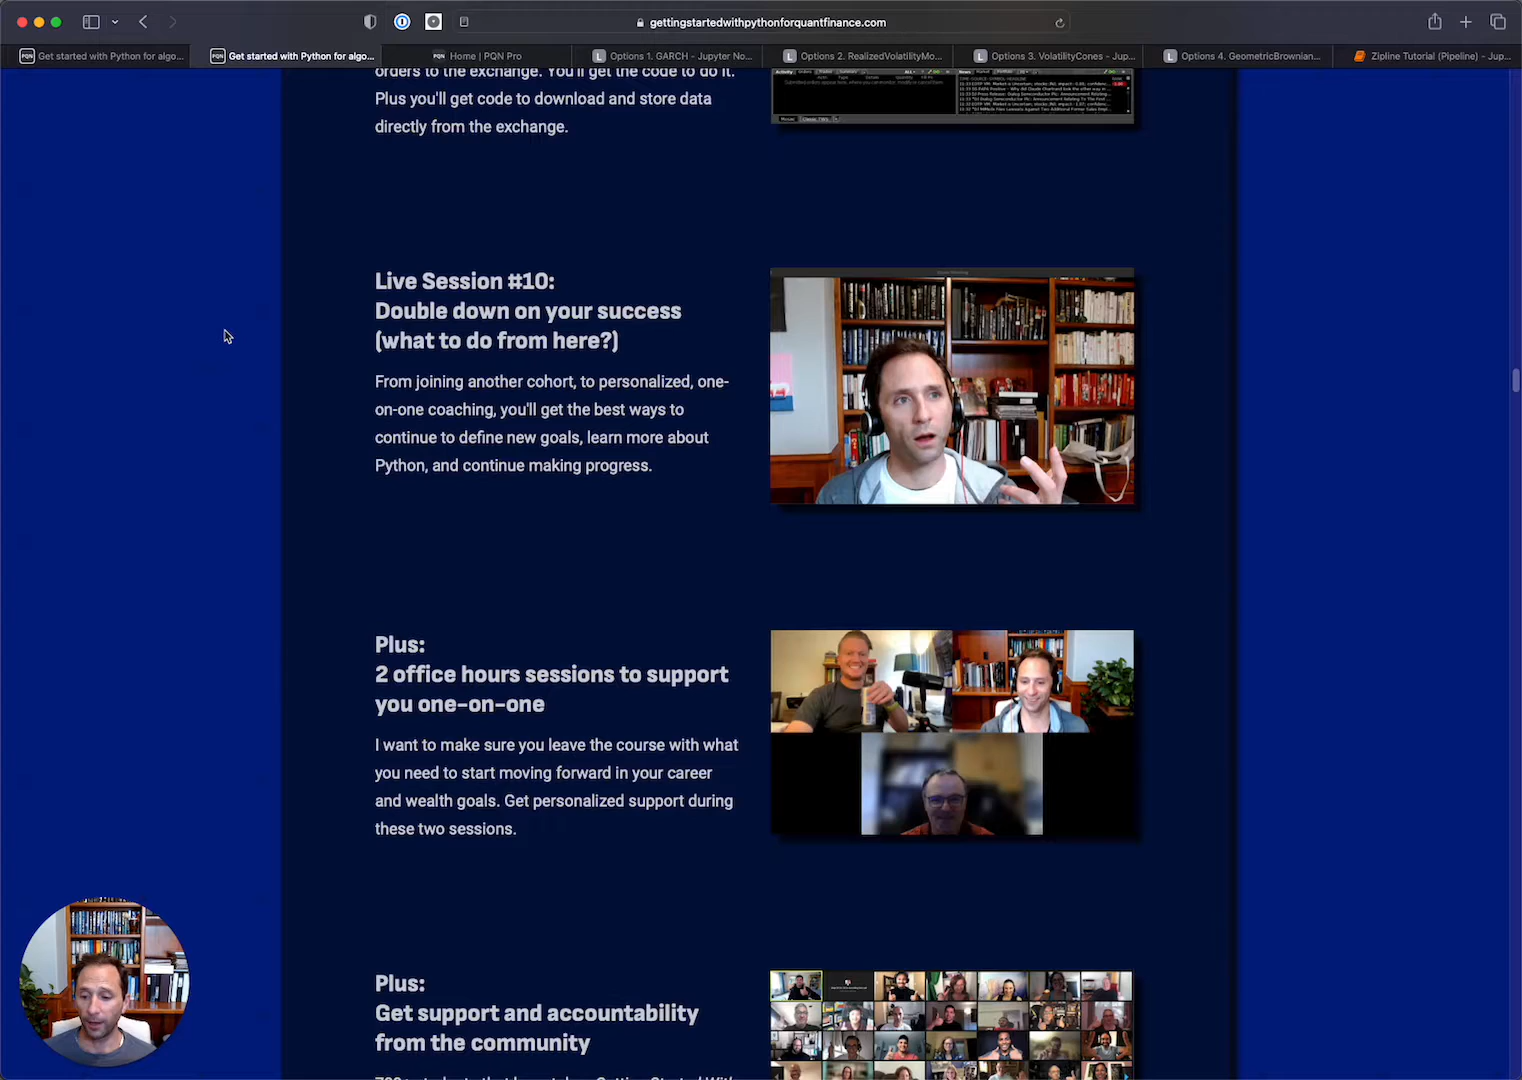 gettingstartedwithpythonforquantfinance.com
Get started with Python for algo...
Get started with Python for algo...
Home | PQN Pro
Options 1. GARCH - Jupyter No...
Options 2. RealizedVolatilityMo...
Options 3. VolatilityCones - Jup...
Options 4. GeometricBrownian...
Zipline Tutorial (Pipeline) - Jup...
orders to the exchange. You'll get the code to do it.
Plus you'll get code to download and store data
directly from the exchange.
Live Session #10:
Double down on your success
(what to do from here?)
From joining another cohort, to personalized, one-
on-one coaching, you'll get the best ways to
continue to define new goals, learn more about
Python, and continue making progress.
Plus:
2 office hours sessions to support
you one-on-one
I want to make sure you leave the course with what
you need to start moving forward in your career
and wealth goals. Get personalized support during
these two sessions.
Plus:
Get support and accountability
from the community